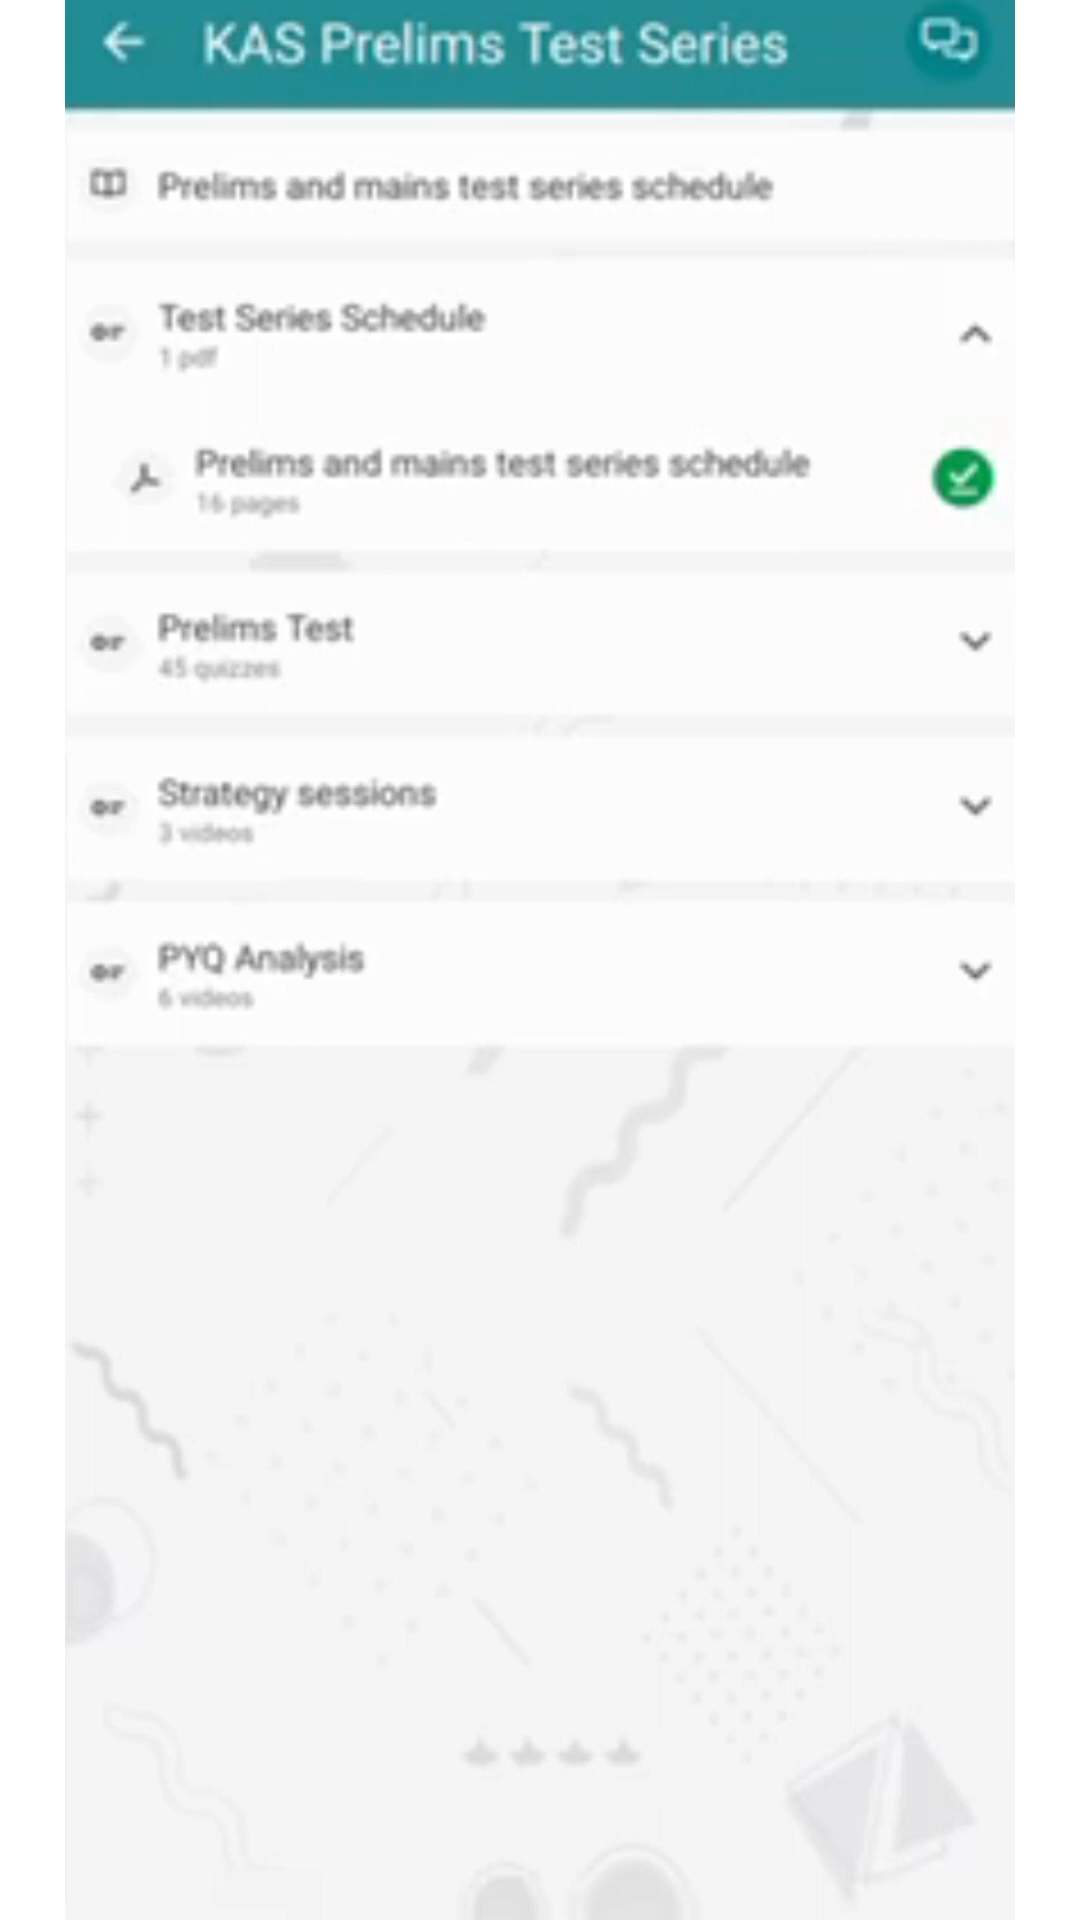 KAS Prelims Test Series
Prelims and mains test series schedule
Test Series Schedule
1 pdf
Prelims and mains test series schedule
16 pages
Prelims Test
45 quizzes
Strategy sessions
3 videos
PYQ Analysis
6 videos